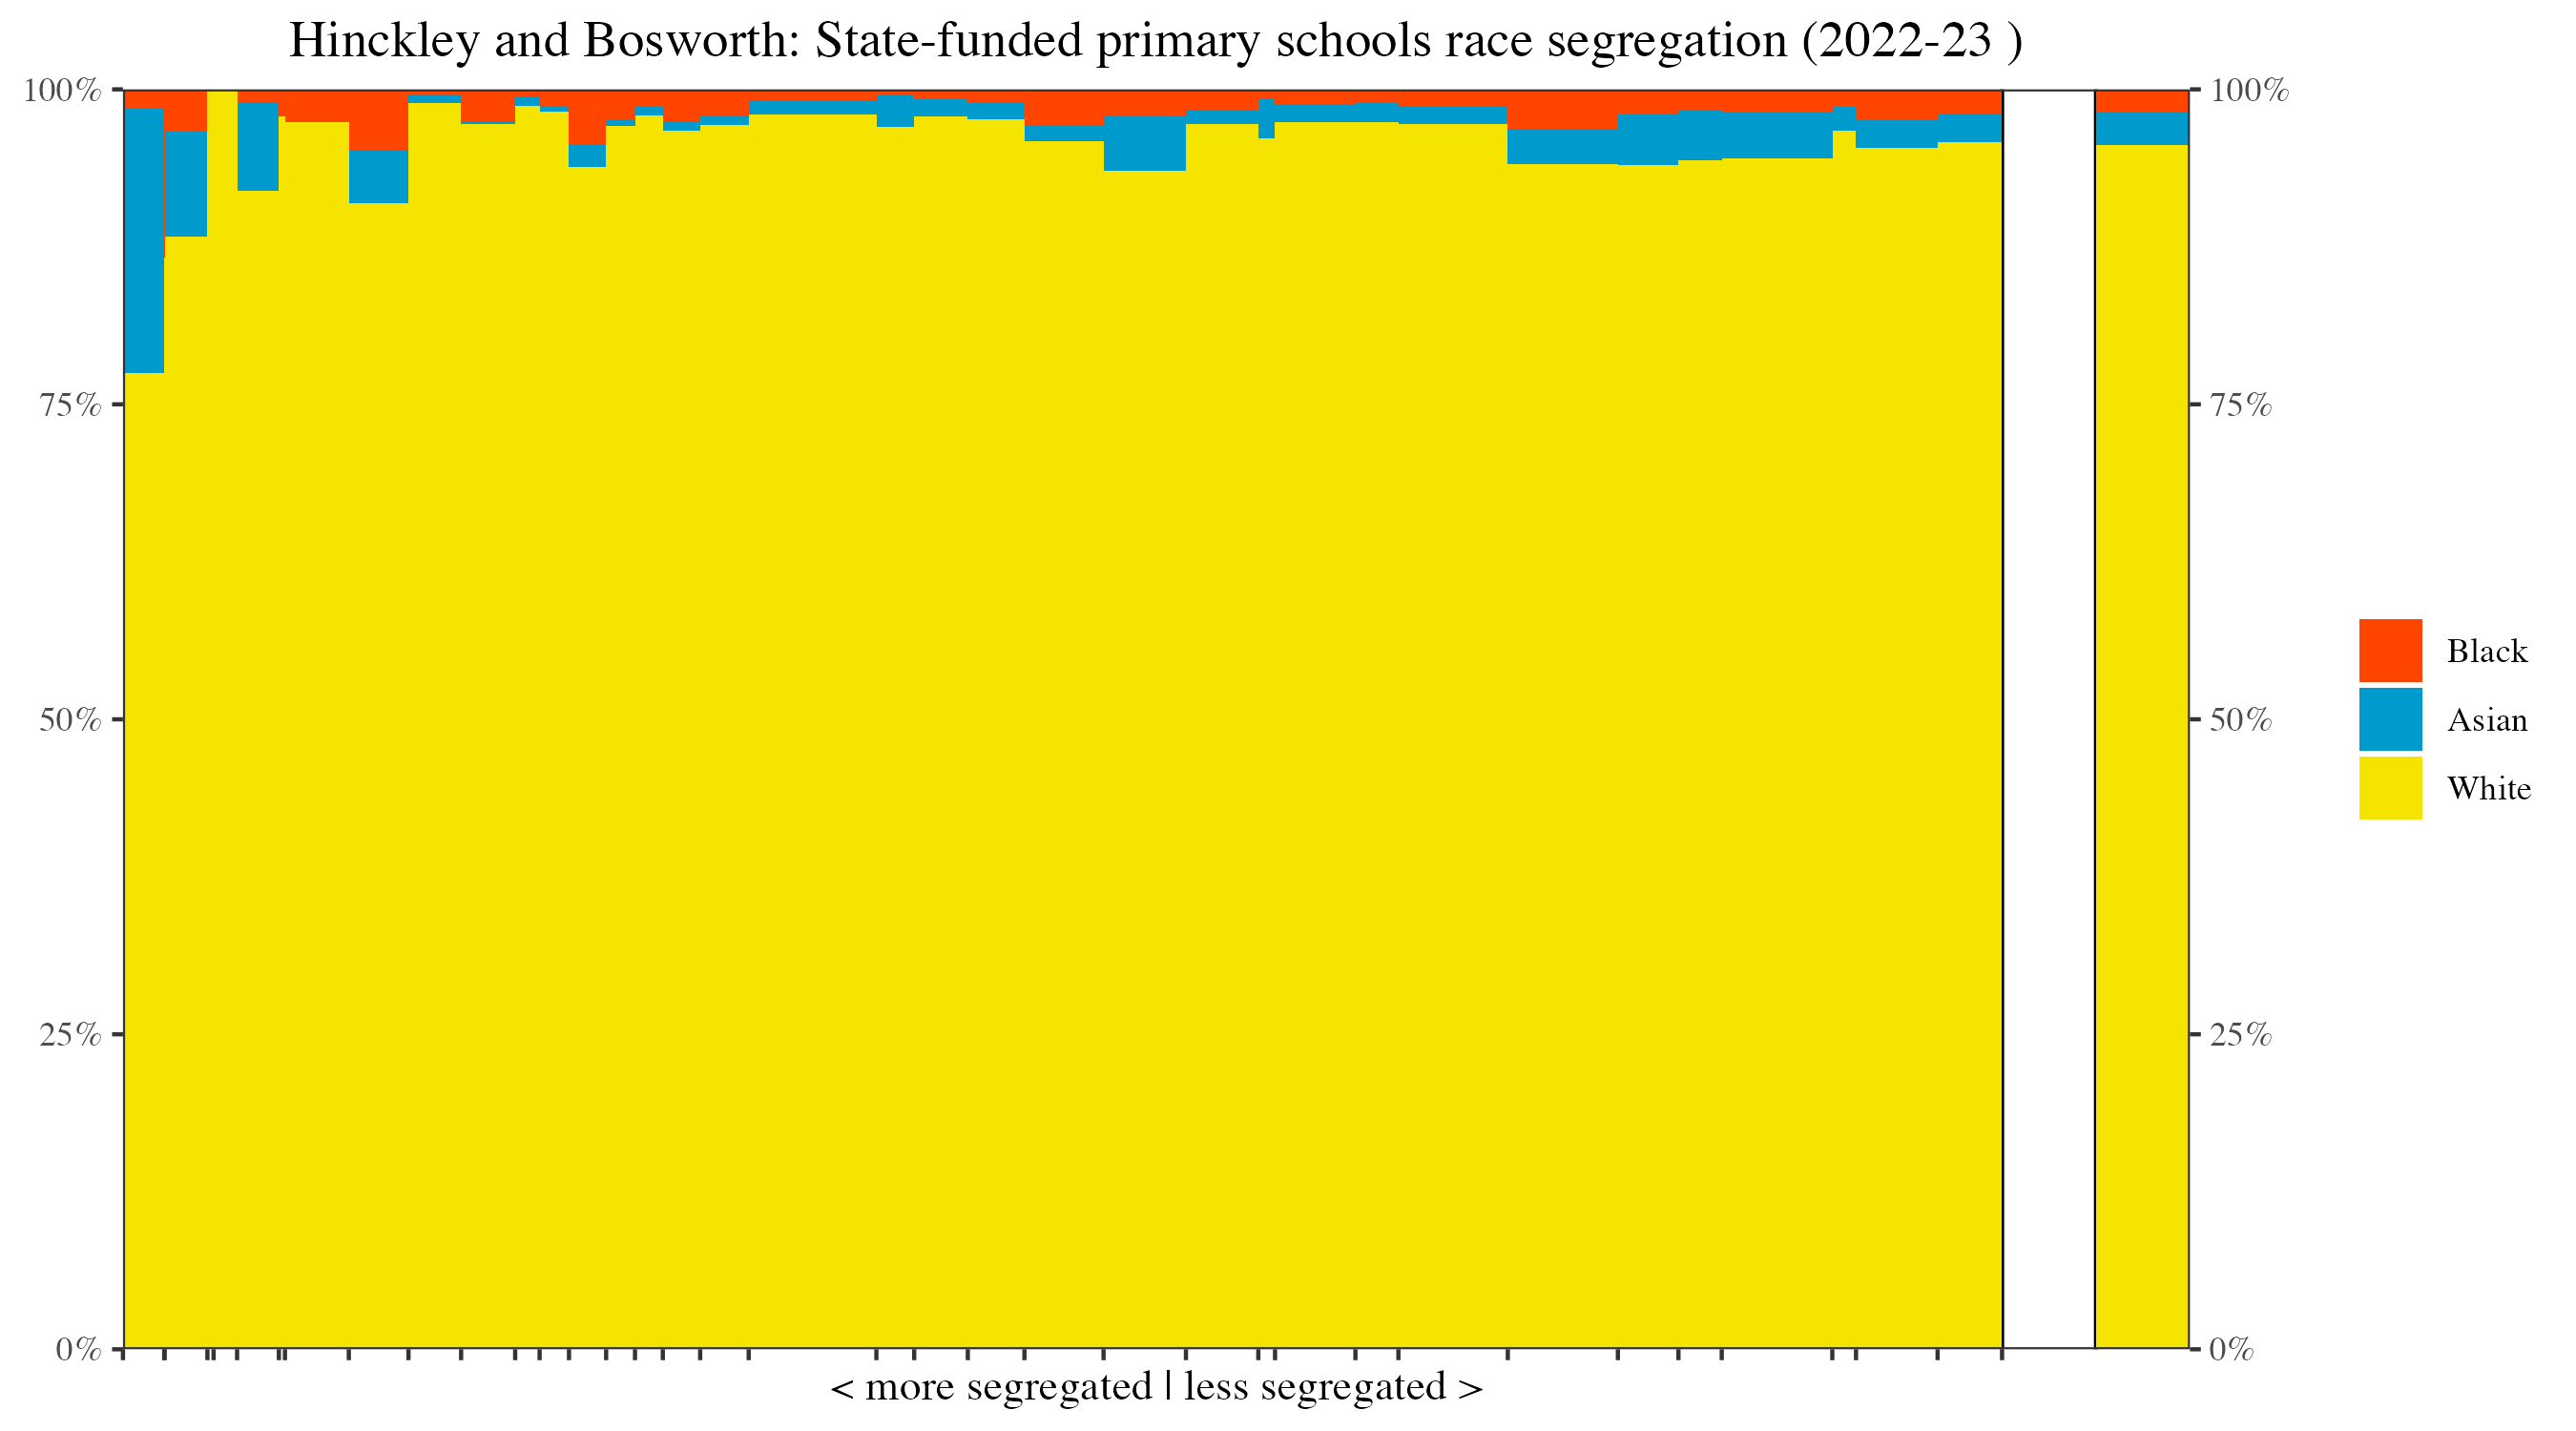 Hinckley and Bosworth: State-funded primary schools race segregation (2022-23 )
100%
75%
50%
25%
0%
100%
75%
50%
25%
0%
Black
Asian
White
< more segregated | less segregated >